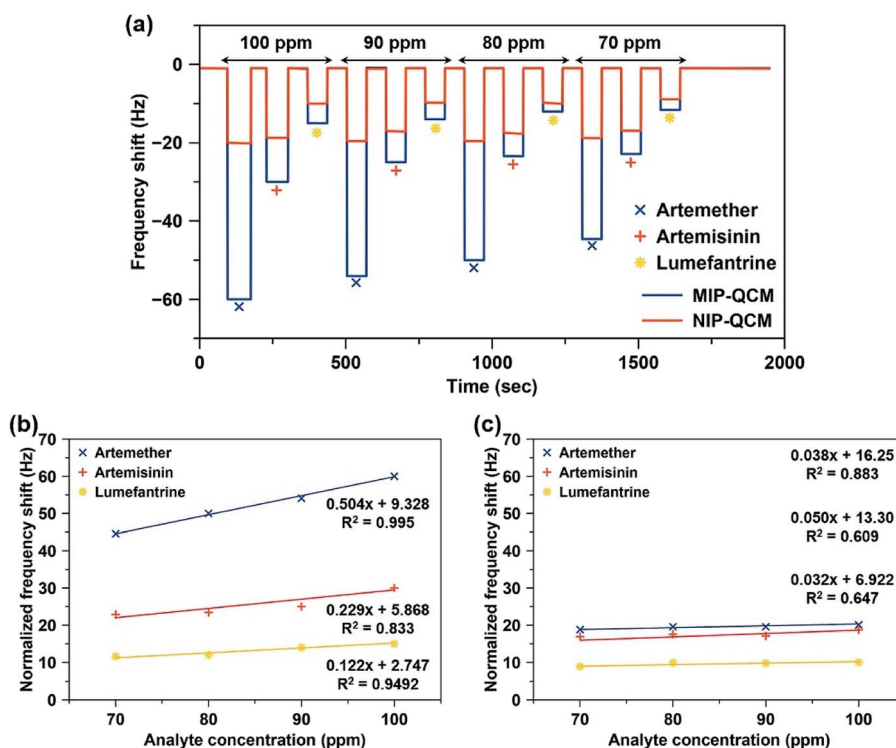 (a)
100 ppm 90 ppm 80 ppm 70 ppm
0
−20
−40
−60
Frequency shift (Hz)
× Artemether
+ Artemisinin
Lumefantrine
MIP-QCM
NIP-QCM
0 500 1000 1500 2000
Time (sec)
(b)
70
60
50
40
30
20
10
0
Normalized frequency shift (Hz)
× Artemether
+ Artemisinin
Lumefantrine
0.504x + 9.328
R² = 0.995
0.229x + 5.868
R² = 0.833
0.122x + 2.747
R² = 0.9492
70 80 90 100
Analyte concentration (ppm)
(c)
70
60
50
40
30
20
10
0
Normalized frequency shift (Hz)
× Artemether
+ Artemisinin
Lumefantrine
0.038x + 16.25
R² = 0.883
0.050x + 13.30
R² = 0.609
0.032x + 6.922
R² = 0.647
70 80 90 100
Analyte concentration (ppm)